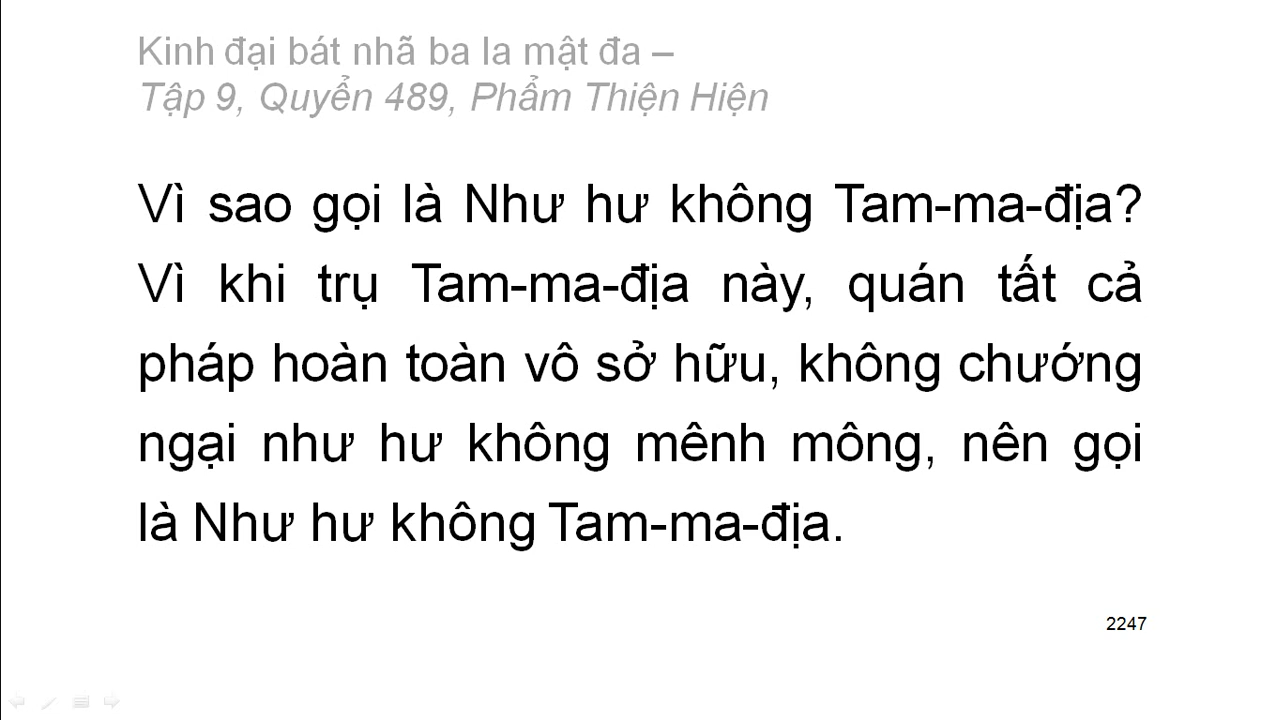 Kinh đại bát nhã ba la mật đa –
Tập 9, Quyển 489, Phẩm Thiện Hiện
Vì sao gọi là Như hư không Tam-ma-địa?
Vì khi trụ Tam-ma-địa này, quán tất cả
pháp hoàn toàn vô sở hữu, không chướng
ngại như hư không mênh mông, nên gọi
là Như hư không Tam-ma-địa.
2247